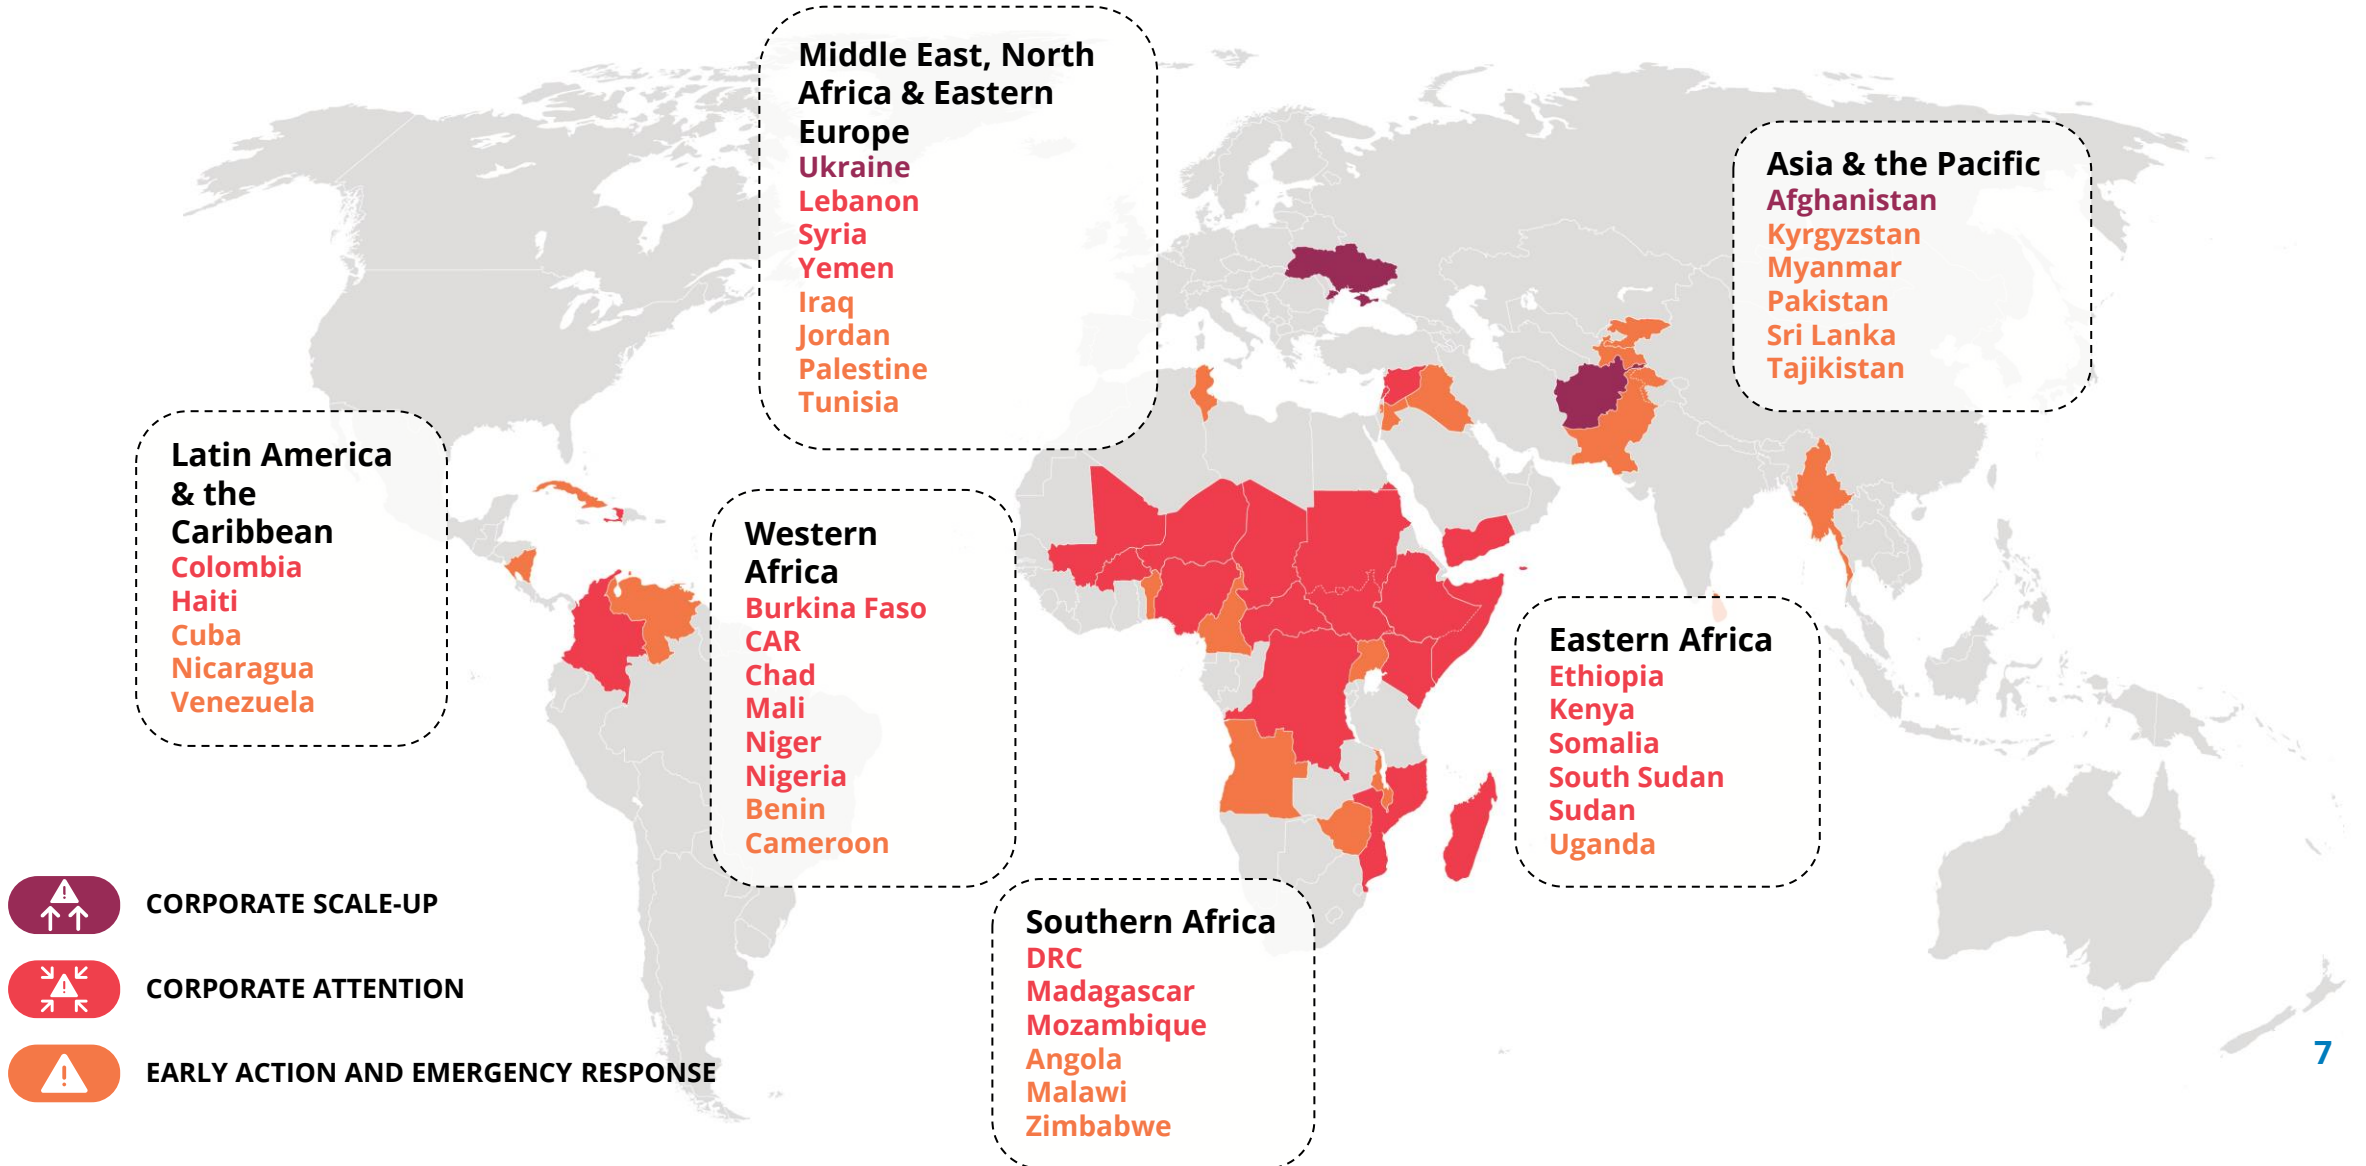 Middle East, North
Africa & Eastern
Europe
Ukraine
Lebanon
Syria
Yemen
Iraq
Jordan
Palestine
Tunisia
Asia & the Pacific
Afghanistan
Kyrgyzstan
Myanmar
Pakistan
Sri Lanka
Tajikistan
Latin America
& the
Caribbean
Colombia
Haiti
Cuba
Nicaragua
Venezuela
Western
Africa
Burkina Faso
CAR
Chad
Mali
Niger
Nigeria
Benin
Cameroon
Eastern Africa
Ethiopia
Kenya
Somalia
South Sudan
Sudan
Uganda
Southern Africa
DRC
Madagascar
Mozambique
Angola
Malawi
Zimbabwe
CORPORATE SCALE-UP
CORPORATE ATTENTION
EARLY ACTION AND EMERGENCY RESPONSE
7